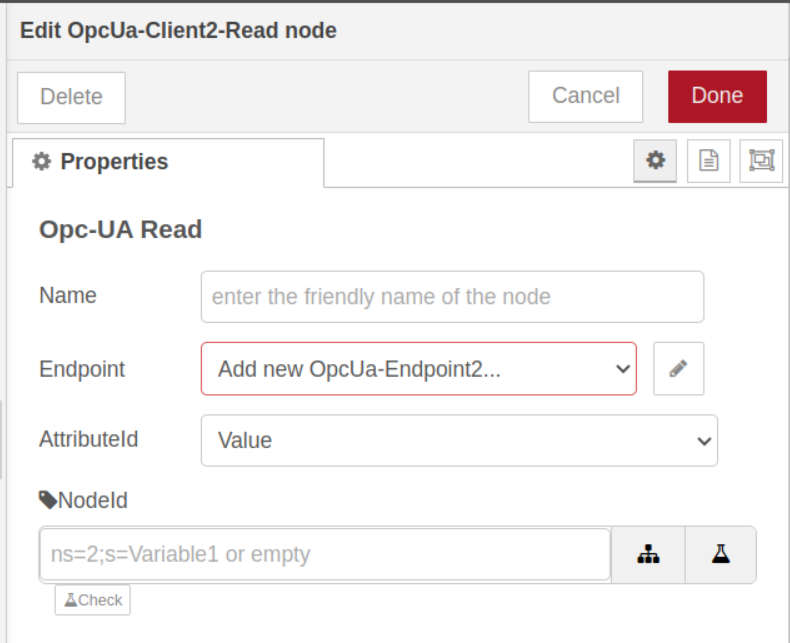 Edit OpcUa-Client2-Read node
Delete
Cancel
Done
Properties
Opc-UA Read
Name
enter the friendly name of the node
Endpoint
Add new OpcUa-Endpoint2...
AttributeId
Value
NodeId
ns=2;s=Variable1 or empty
Check